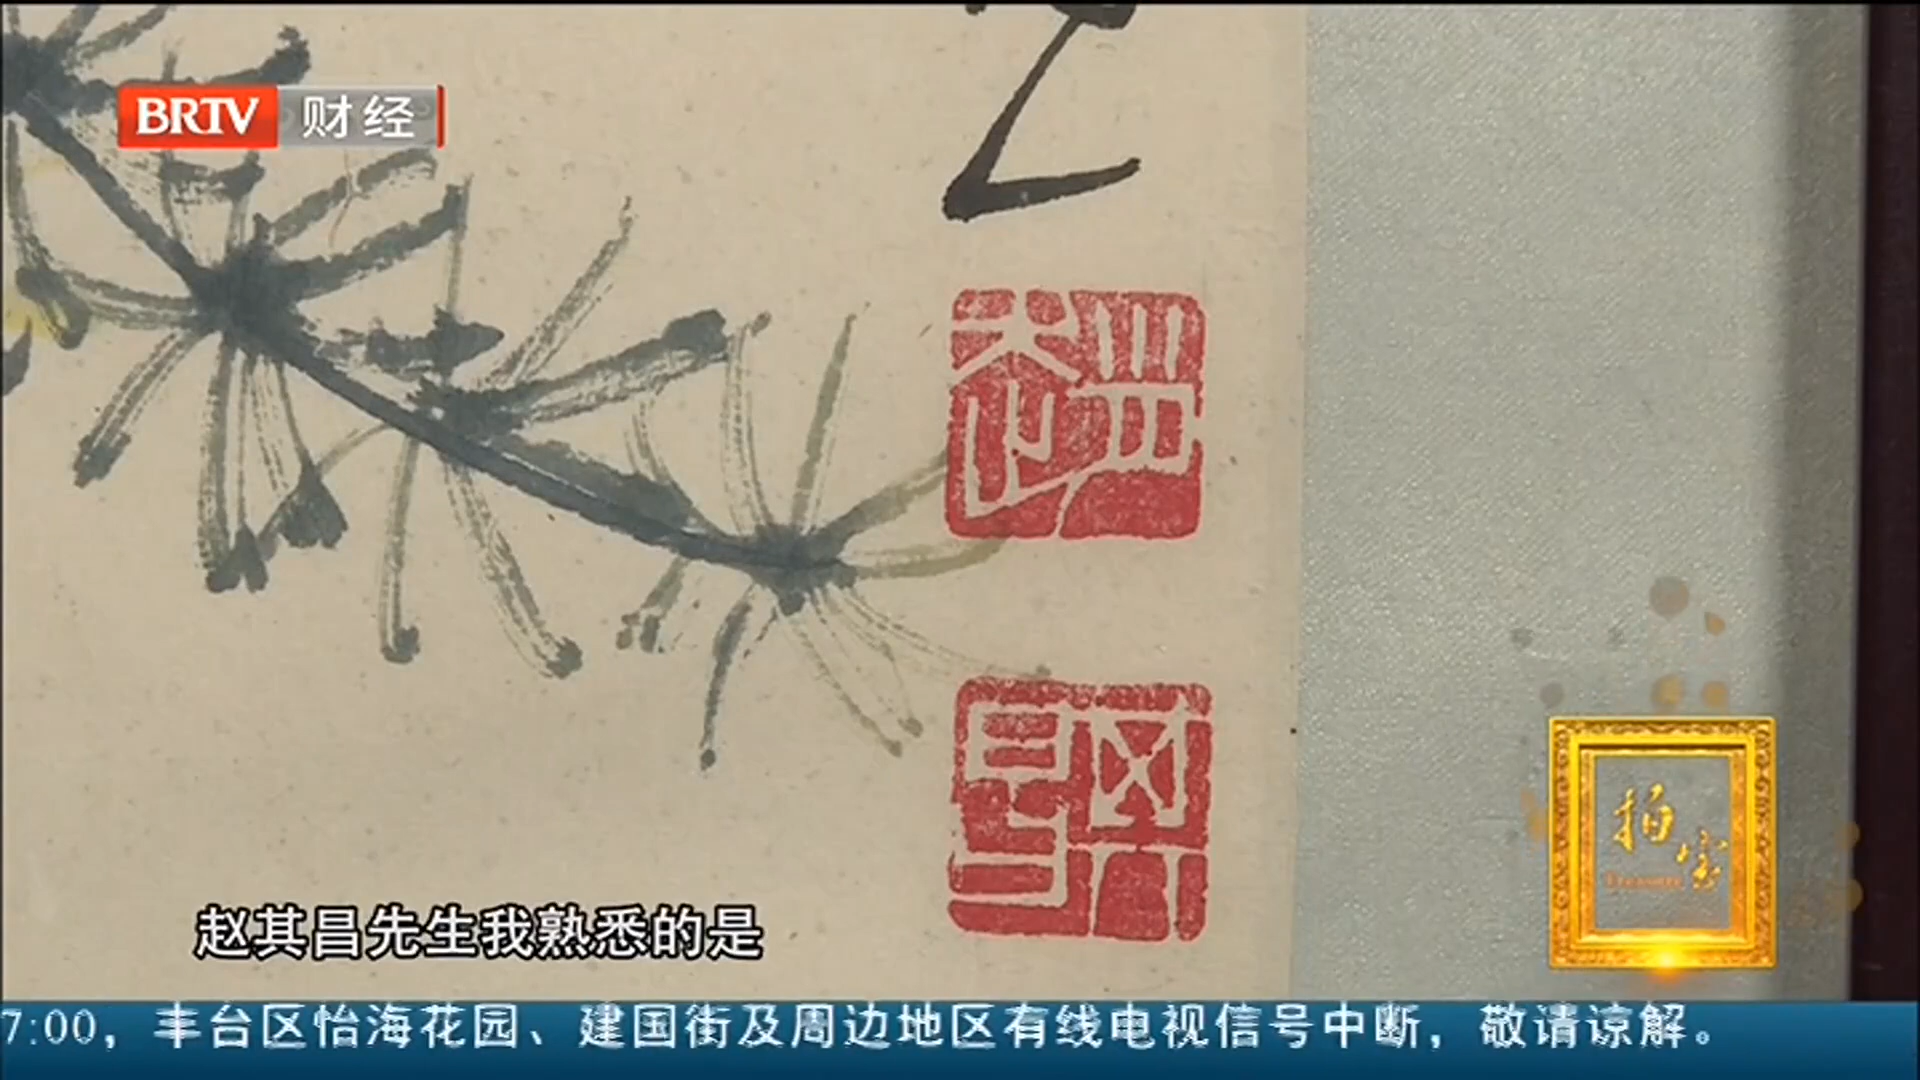 BRTV 财经
拍宝
Treasure
赵其昌先生我熟悉的是
7:00，丰台区怡海花园、建国街及周边地区有线电视信号中断，敬请谅解。